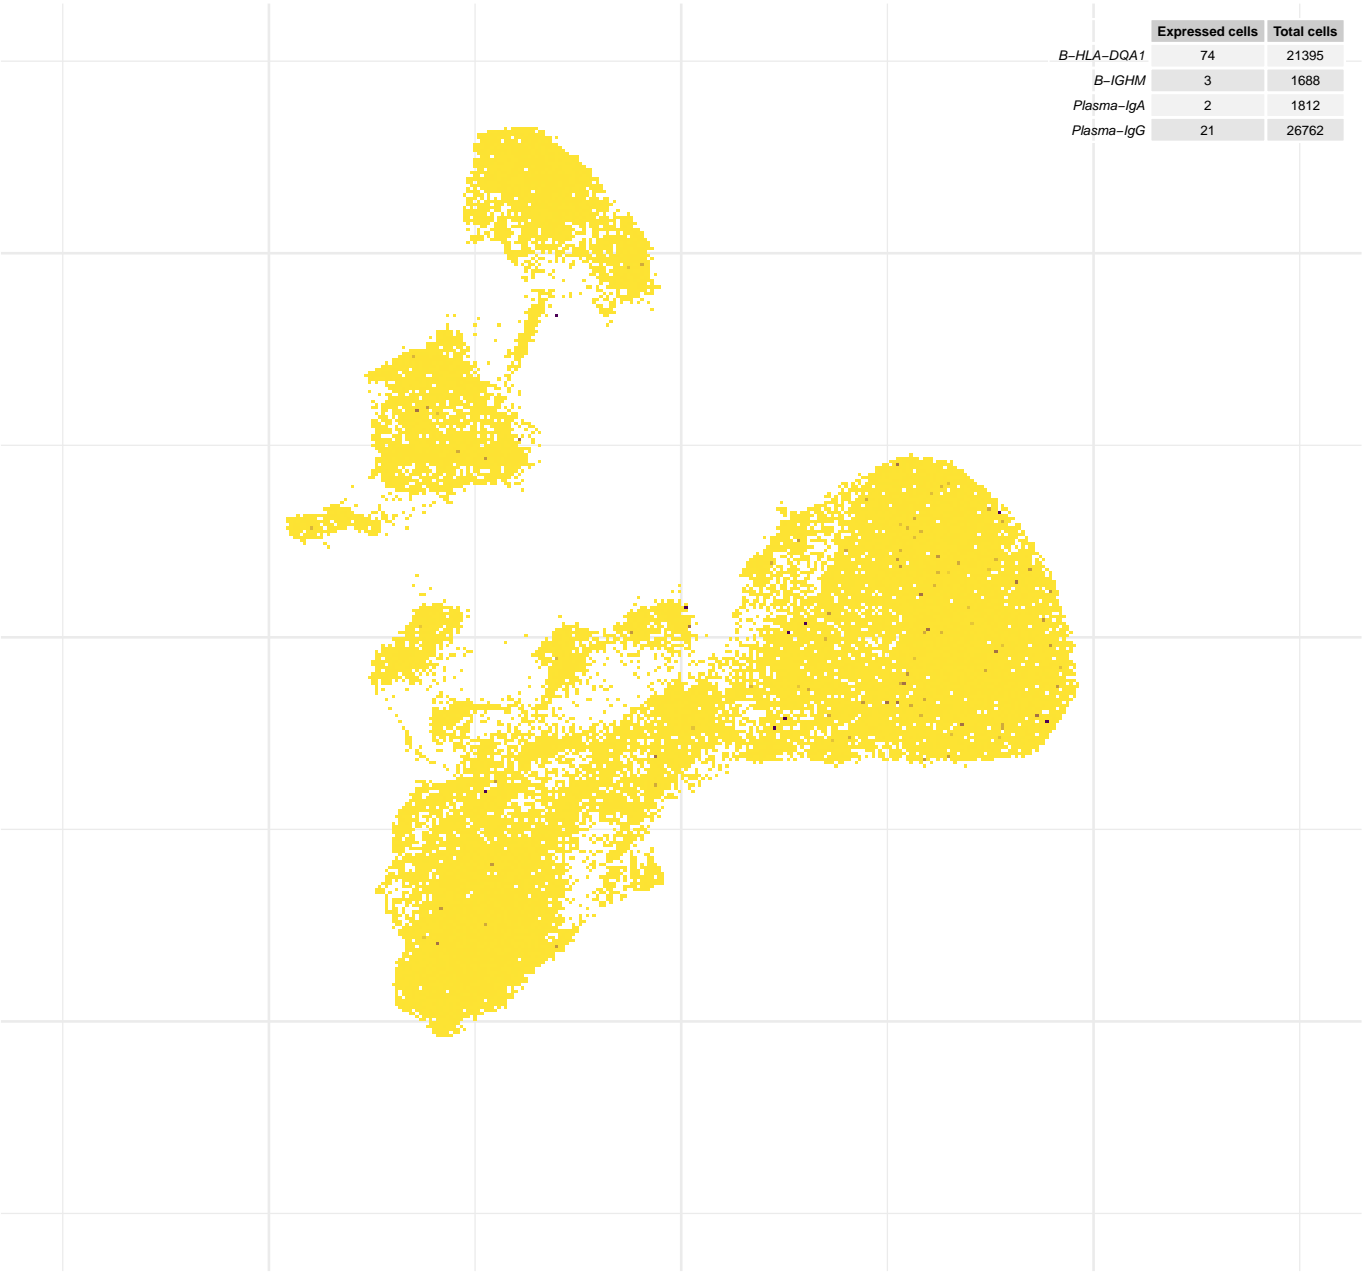 Expressed cells Total cells
B−HLA−DQA1 74 21395
B−IGHM 3 1688
Plasma−IgA 2 1812
Plasma−IgG 21 26762